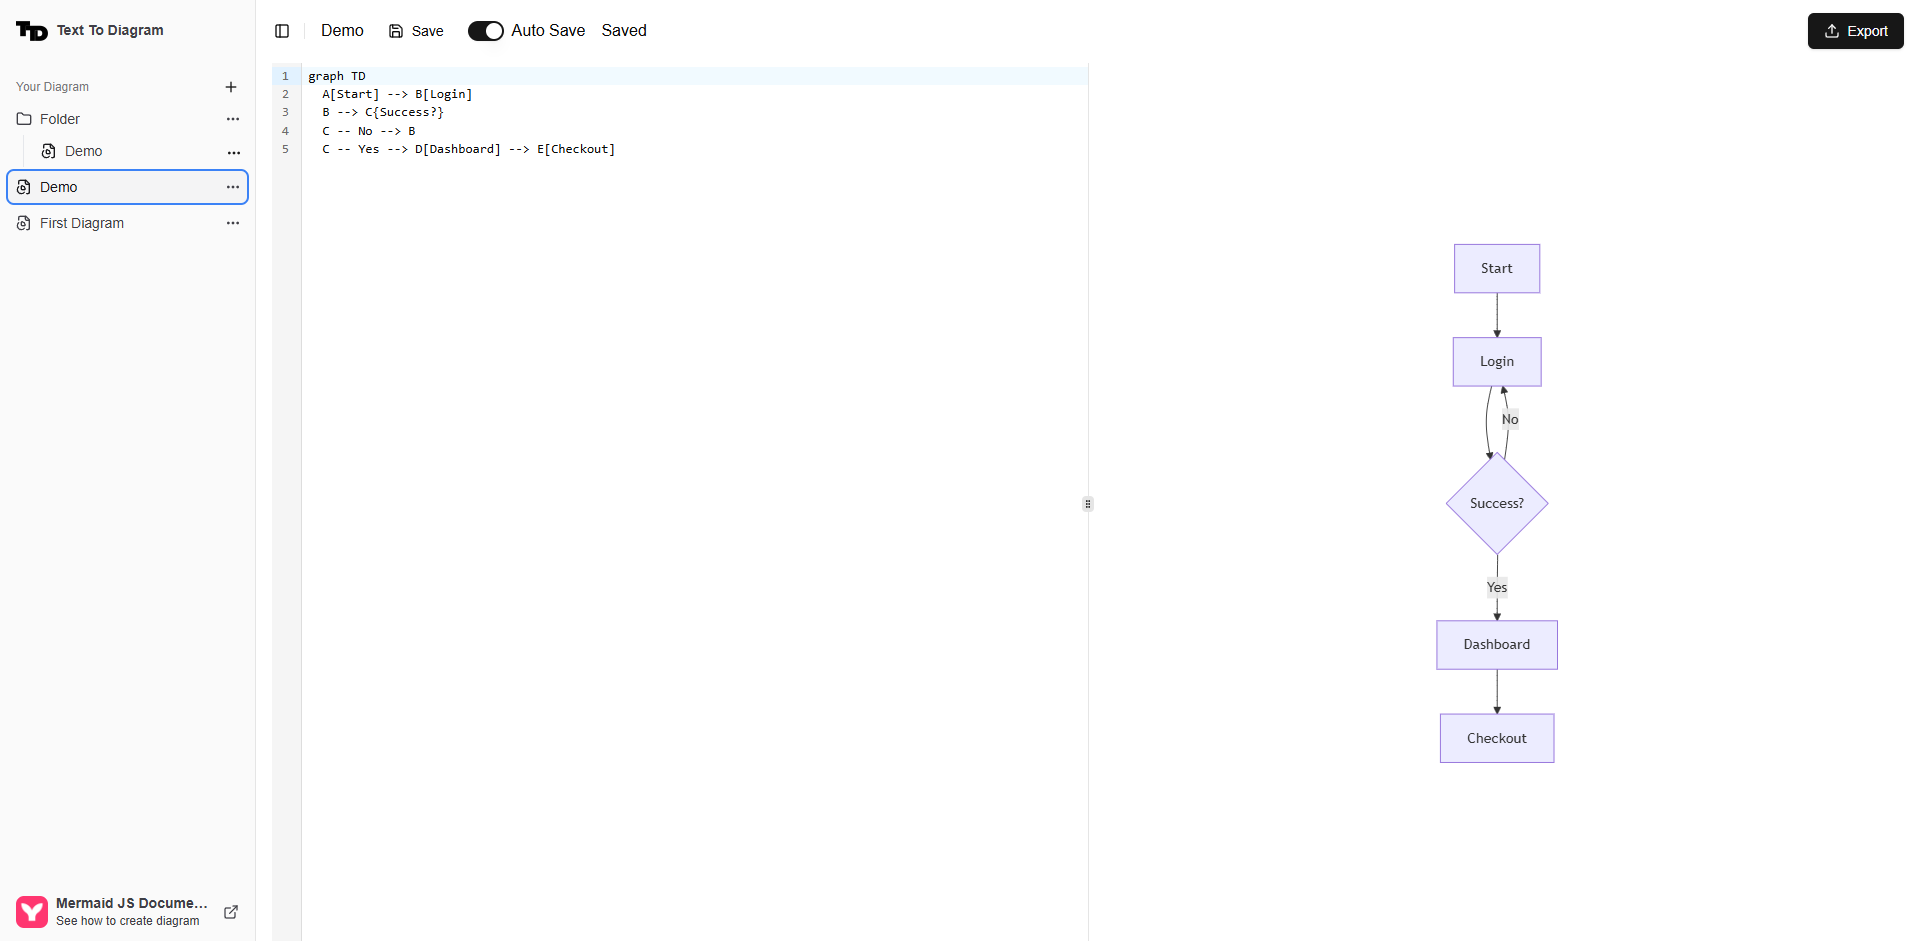 TD Text To Diagram
Your Diagram
Folder
Demo
Demo
First Diagram
Mermaid JS Docume...
See how to create diagram
Demo Save Auto Save Saved
Export
1 graph TD
2 A[Start] --> B[Login]
3 B --> C{Success?}
4 C -- No --> B
5 C -- Yes --> D[Dashboard] --> E[Checkout]
Start
Login
No
Success?
Yes
Dashboard
Checkout